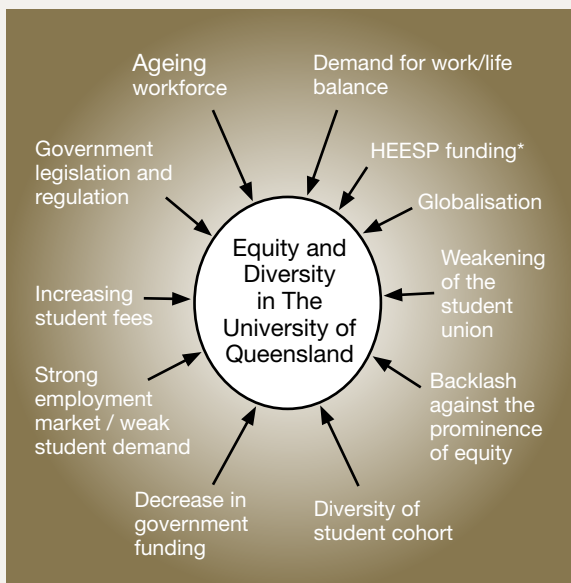 Ageing
workforce
Demand for work/life
balance
HEESP funding*
Globalisation
Weakening
of the
student
union
Backlash
against the
prominence
of equity
Diversity of
student cohort
Decrease in
government
funding
Strong
employment
market / weak
student demand
Increasing
student fees
Government
legislation and
regulation
Equity and
Diversity
in The
University of
Queensland